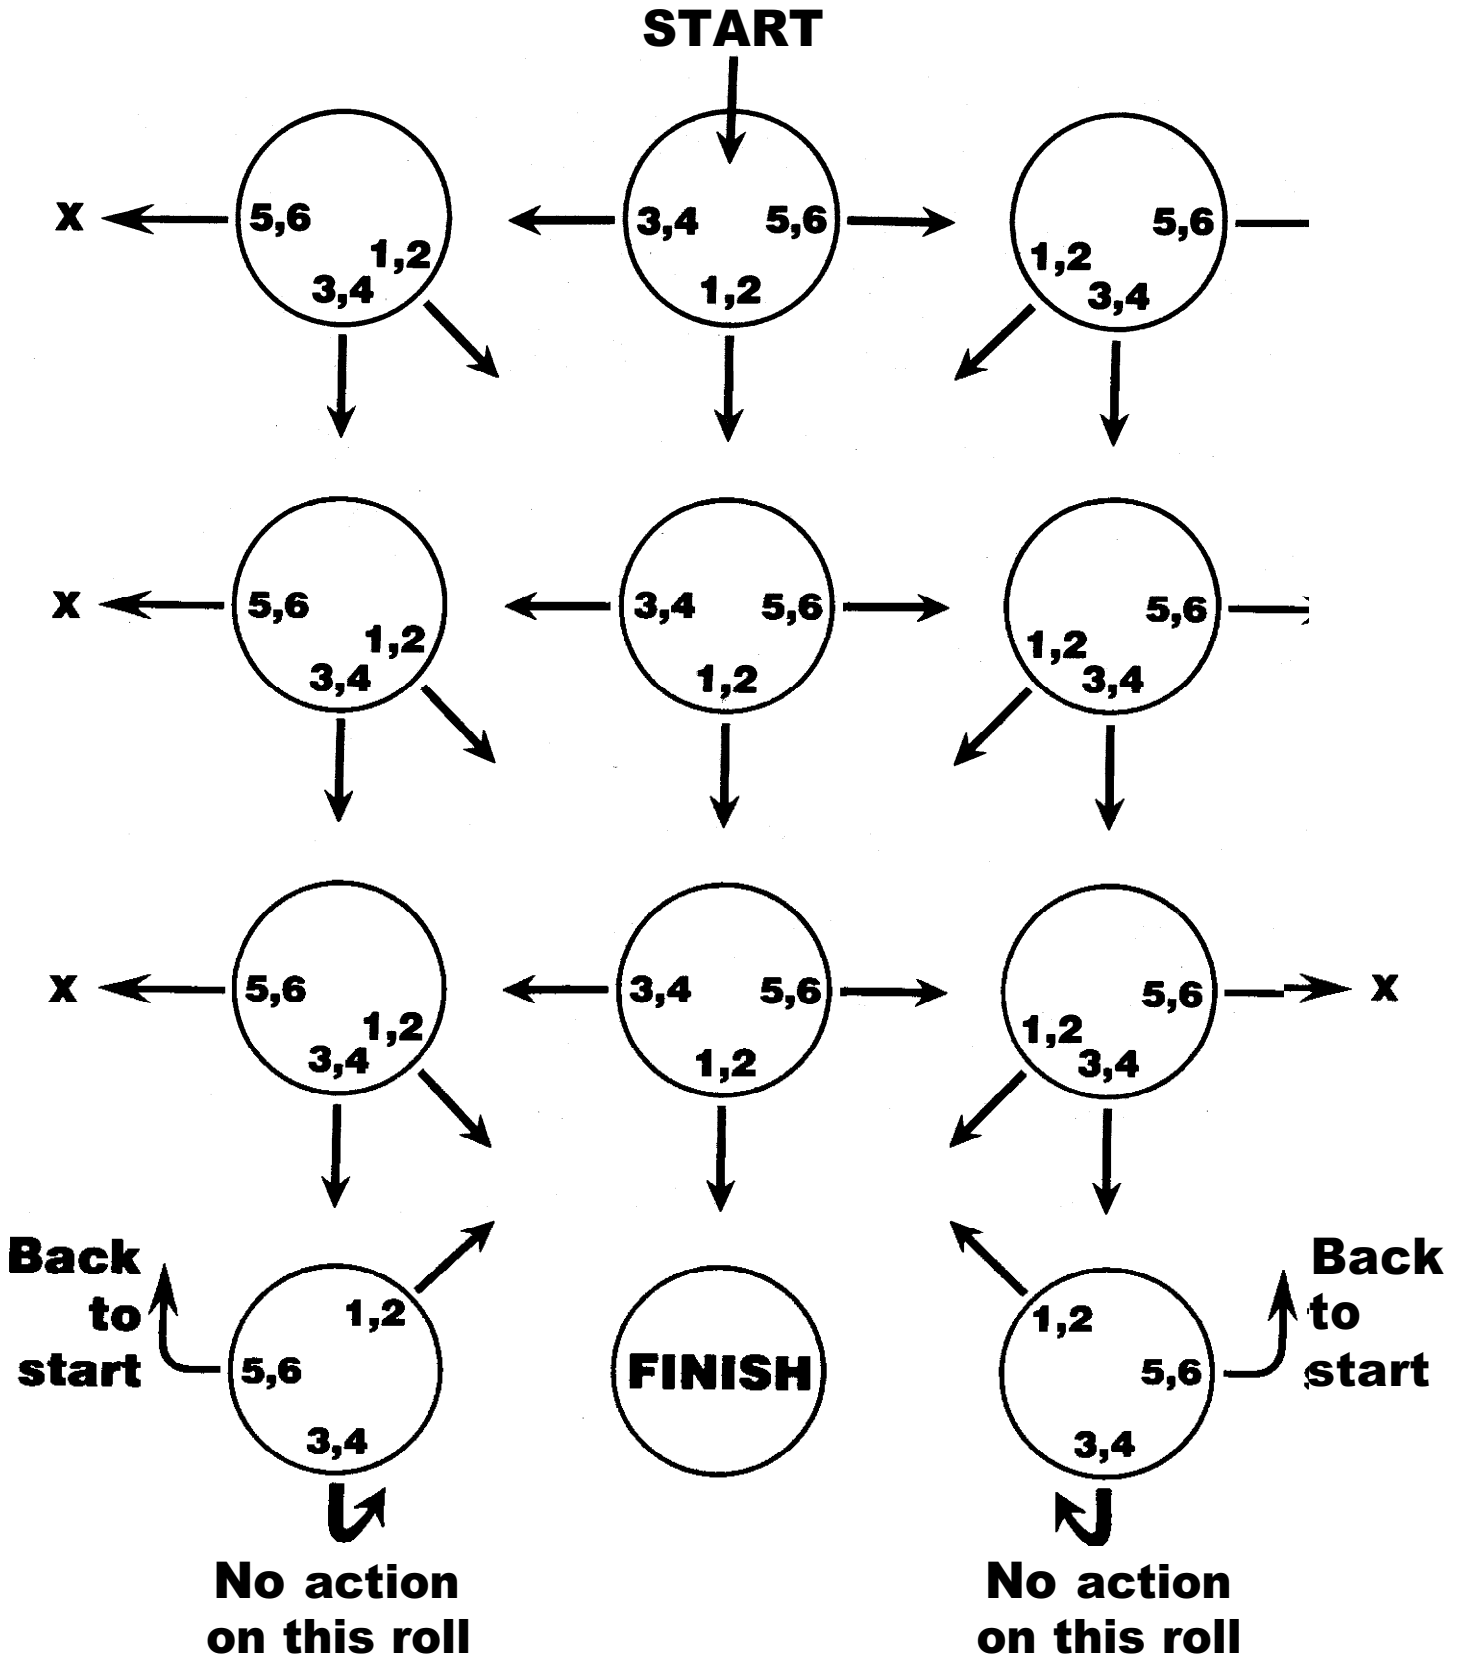 START
X 5,6 1,2 3,4
3,4 5,6 1,2
5,6 1,2 3,4
X 5,6 1,2 3,4
3,4 5,6 1,2
5,6 1,2 3,4
X 5,6 1,2 3,4
3,4 5,6 1,2
5,6 1,2 3,4 X
Back
to
start
1,2
5,6
3,4
FINISH
1,2
5,6
3,4
Back
to
start
No action
on this roll
No action
on this roll